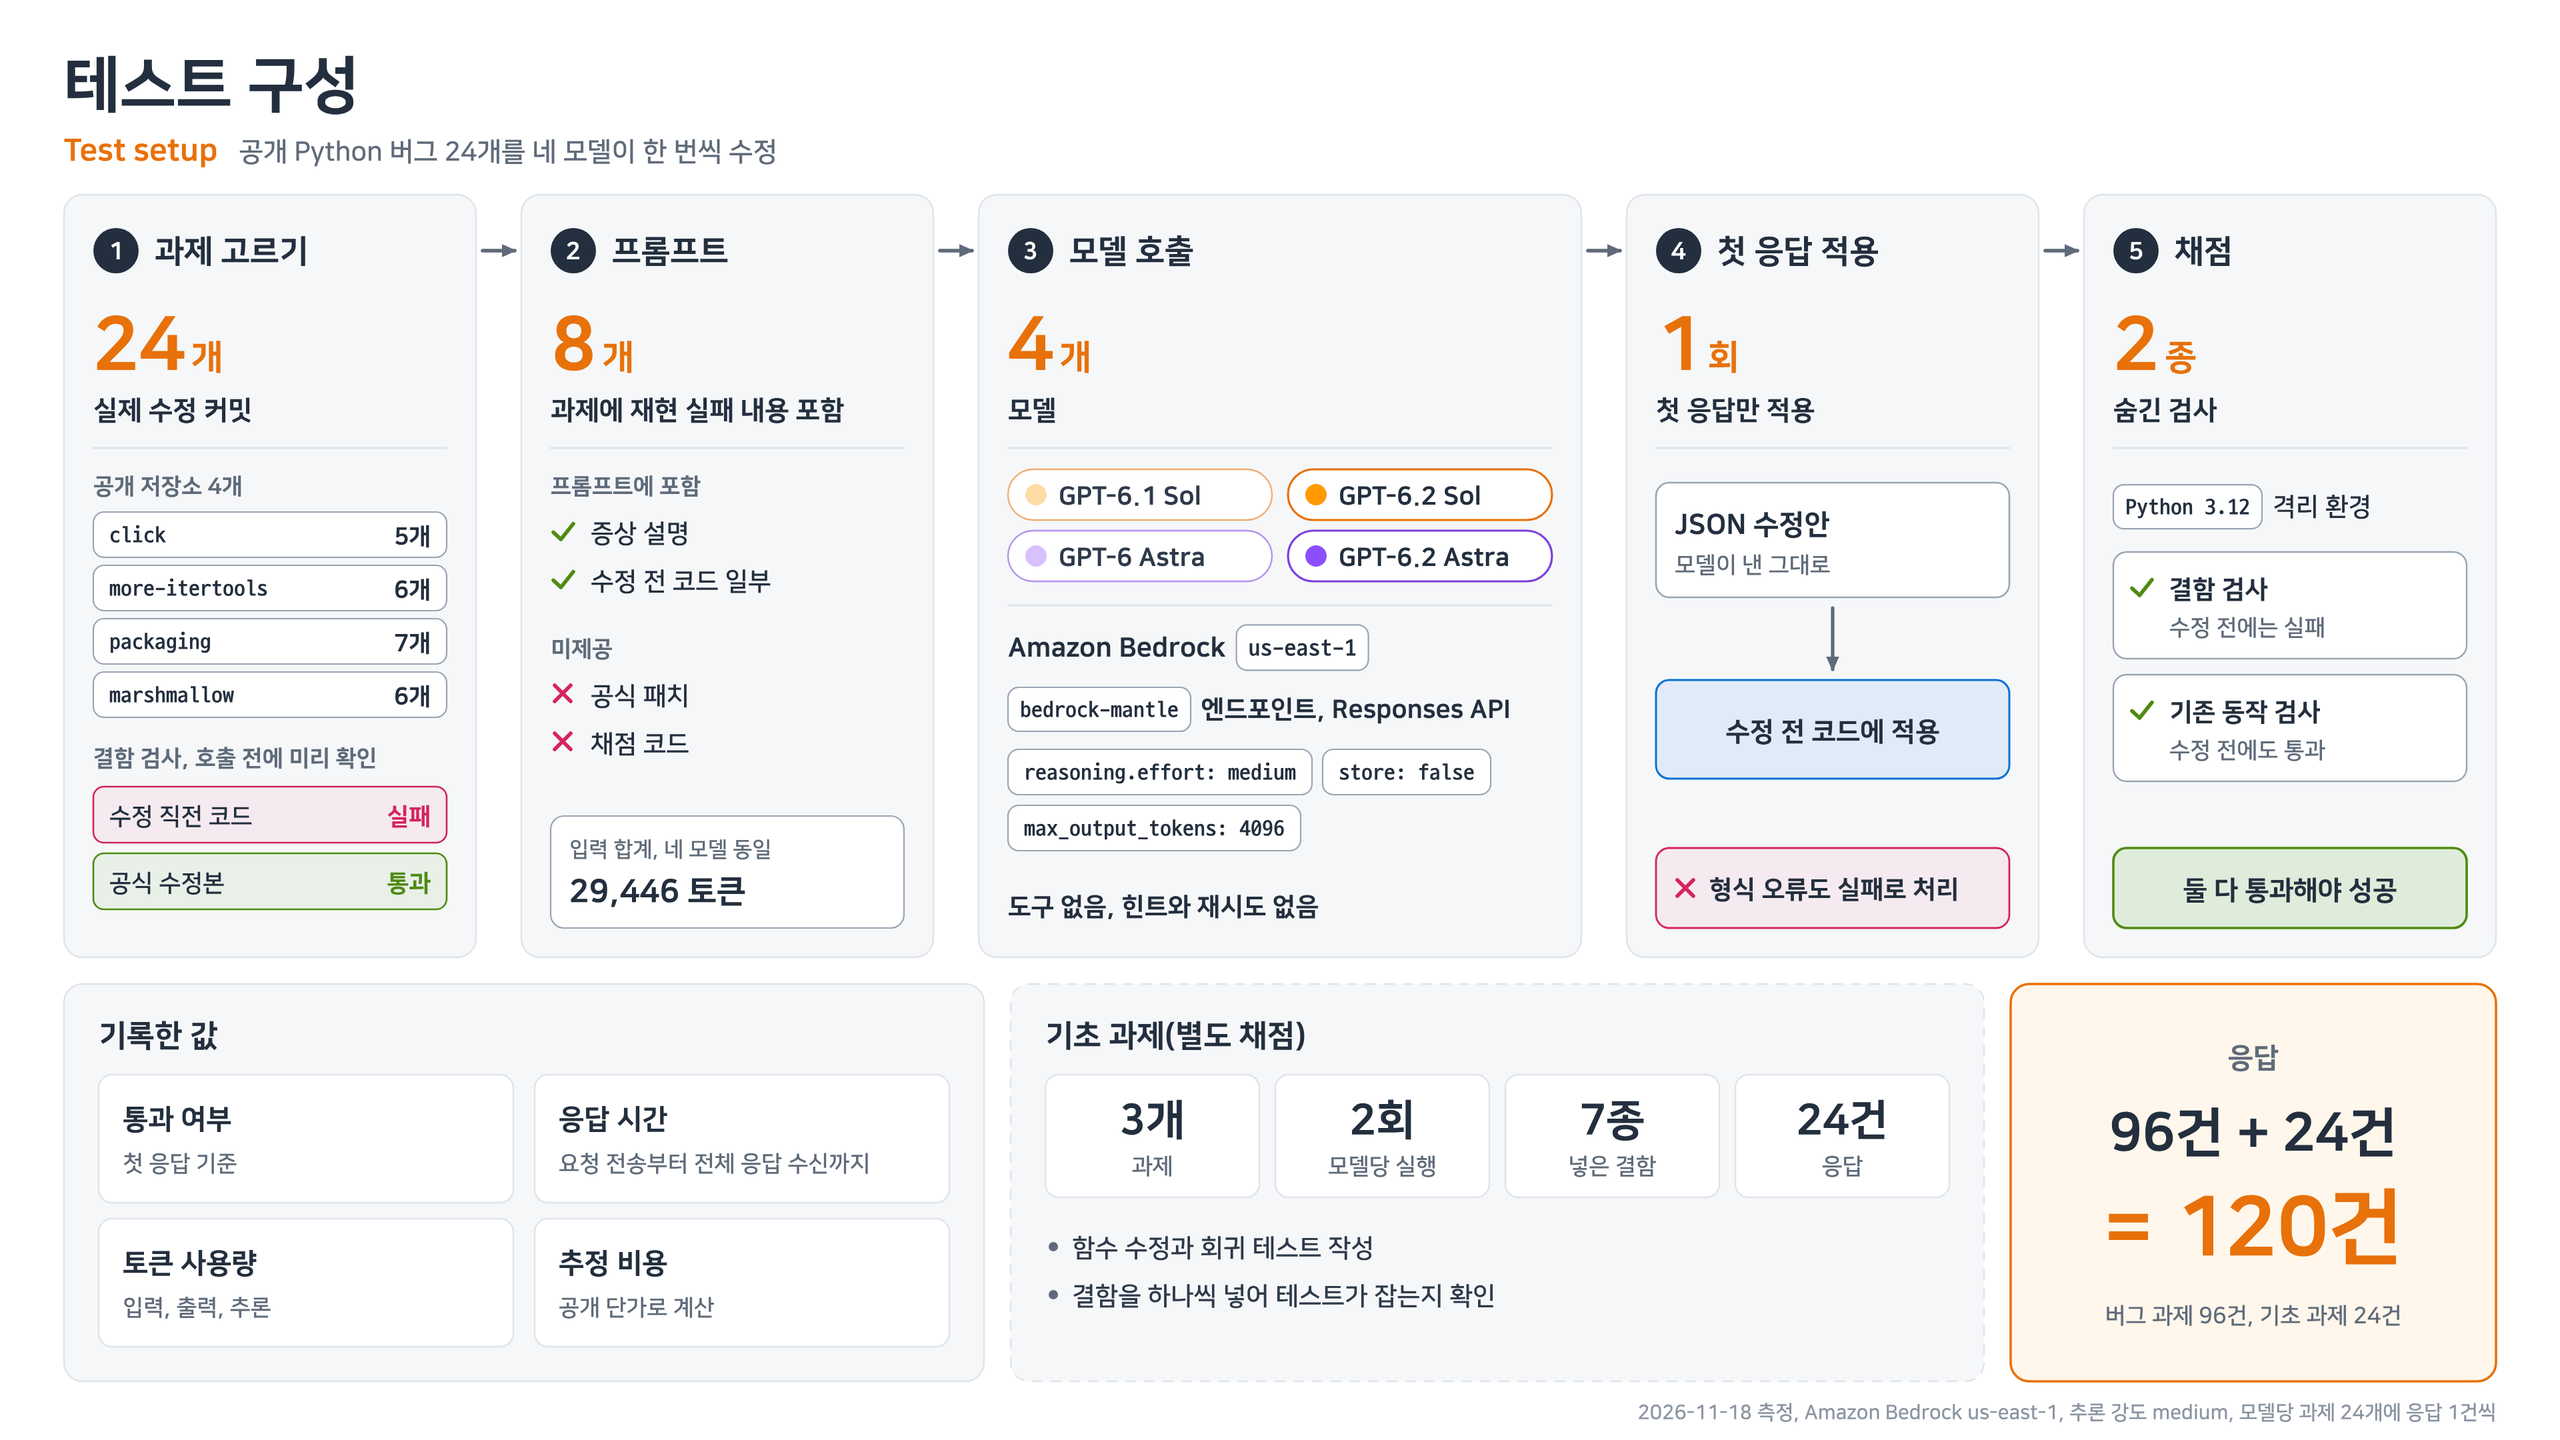 테스트 구성
Test setup 공개 Python 버그 24개를 네 모델이 한 번씩 수정
1 과제 고르기
24개
실제 수정 커밋
공개 저장소 4개
click 5개
more-itertools 6개
packaging 7개
marshmallow 6개
결함 검사, 호출 전에 미리 확인
수정 직전 코드 실패
공식 수정본 통과
2 프롬프트
8개
과제에 재현 실패 내용 포함
프롬프트에 포함
증상 설명
수정 전 코드 일부
미제공
공식 패치
채점 코드
입력 합계, 네 모델 동일
29,446 토큰
3 모델 호출
4개
모델
GPT-6.1 Sol
GPT-6.2 Sol
GPT-6 Astra
GPT-6.2 Astra
Amazon Bedrock us-east-1
bedrock-mantle 엔드포인트, Responses API
reasoning.effort: medium
store: false
max_output_tokens: 4096
도구 없음, 힌트와 재시도 없음
4 첫 응답 적용
1회
첫 응답만 적용
JSON 수정안
모델이 낸 그대로
수정 전 코드에 적용
형식 오류도 실패로 처리
5 채점
2종
숨긴 검사
Python 3.12 격리 환경
결함 검사
수정 전에는 실패
기존 동작 검사
수정 전에도 통과
둘 다 통과해야 성공
기록한 값
통과 여부
첫 응답 기준
응답 시간
요청 전송부터 전체 응답 수신까지
토큰 사용량
입력, 출력, 추론
추정 비용
공개 단가로 계산
기초 과제(별도 채점)
3개
과제
2회
모델당 실행
7종
넣은 결함
24건
응답
• 함수 수정과 회귀 테스트 작성
• 결함을 하나씩 넣어 테스트가 잡는지 확인
응답
96건 + 24건
= 120건
버그 과제 96건, 기초 과제 24건
2026-11-18 측정, Amazon Bedrock us-east-1, 추론 강도 medium, 모델당 과제 24개에 응답 1건씩